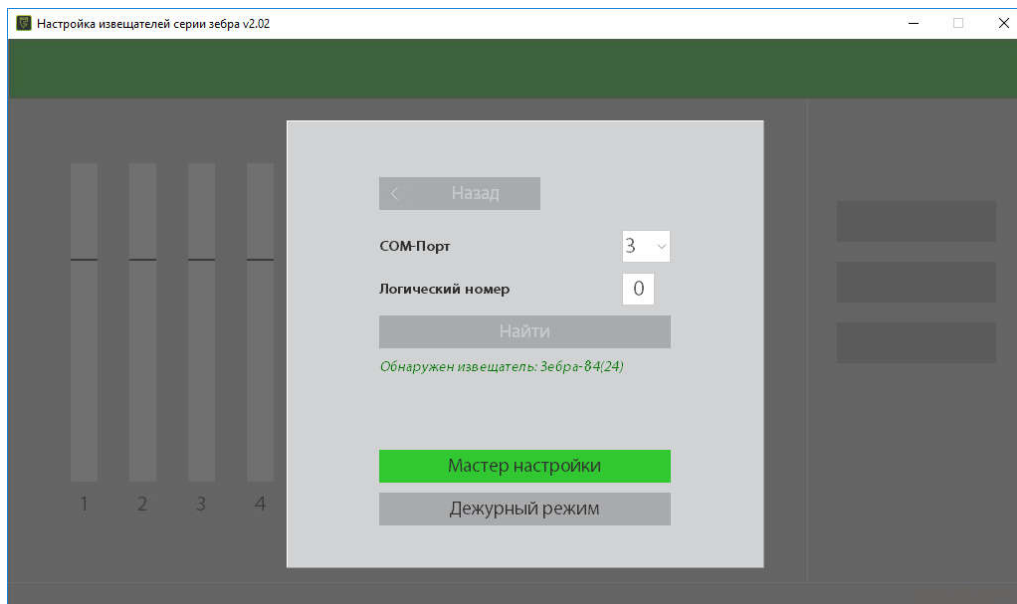 Настройка извещателей серии зебра v2.02
Назад
COM-Порт 3
Логический номер 0
Найти
Обнаружен извещатель: Зебра-84(24)
Мастер настройки
Дежурный режим
1 2 3 4